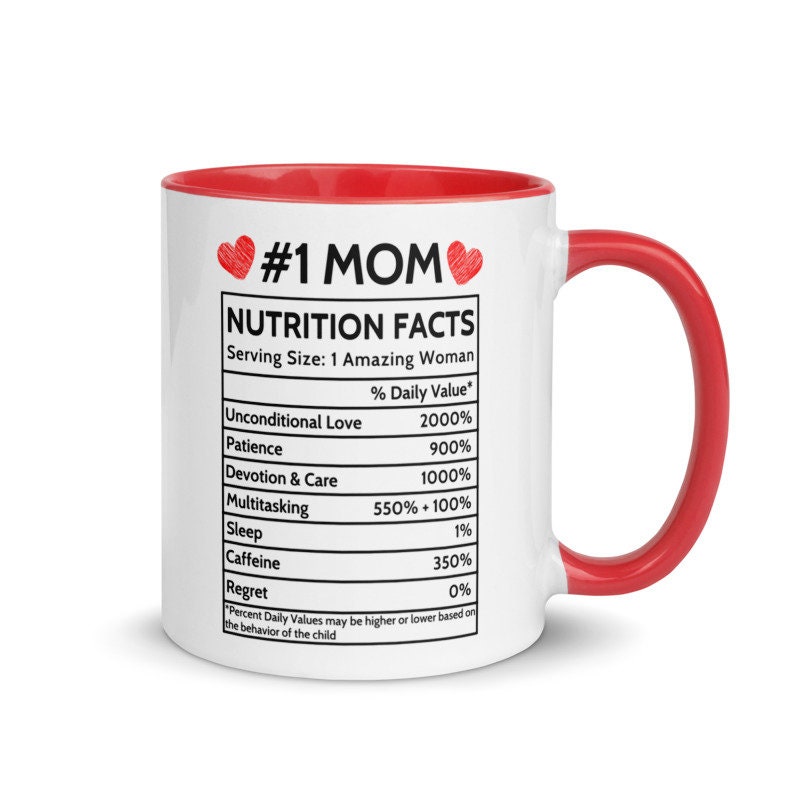 #1 MOM
NUTRITION FACTS
Serving Size: 1 Amazing Woman
% Daily Value*
Unconditional Love 2000%
Patience 900%
Devotion & Care 1000%
Multitasking 550% + 100%
Sleep 1%
Caffeine 350%
Regret 0%
*Percent Daily Values may be higher or lower based on
the behavior of the child